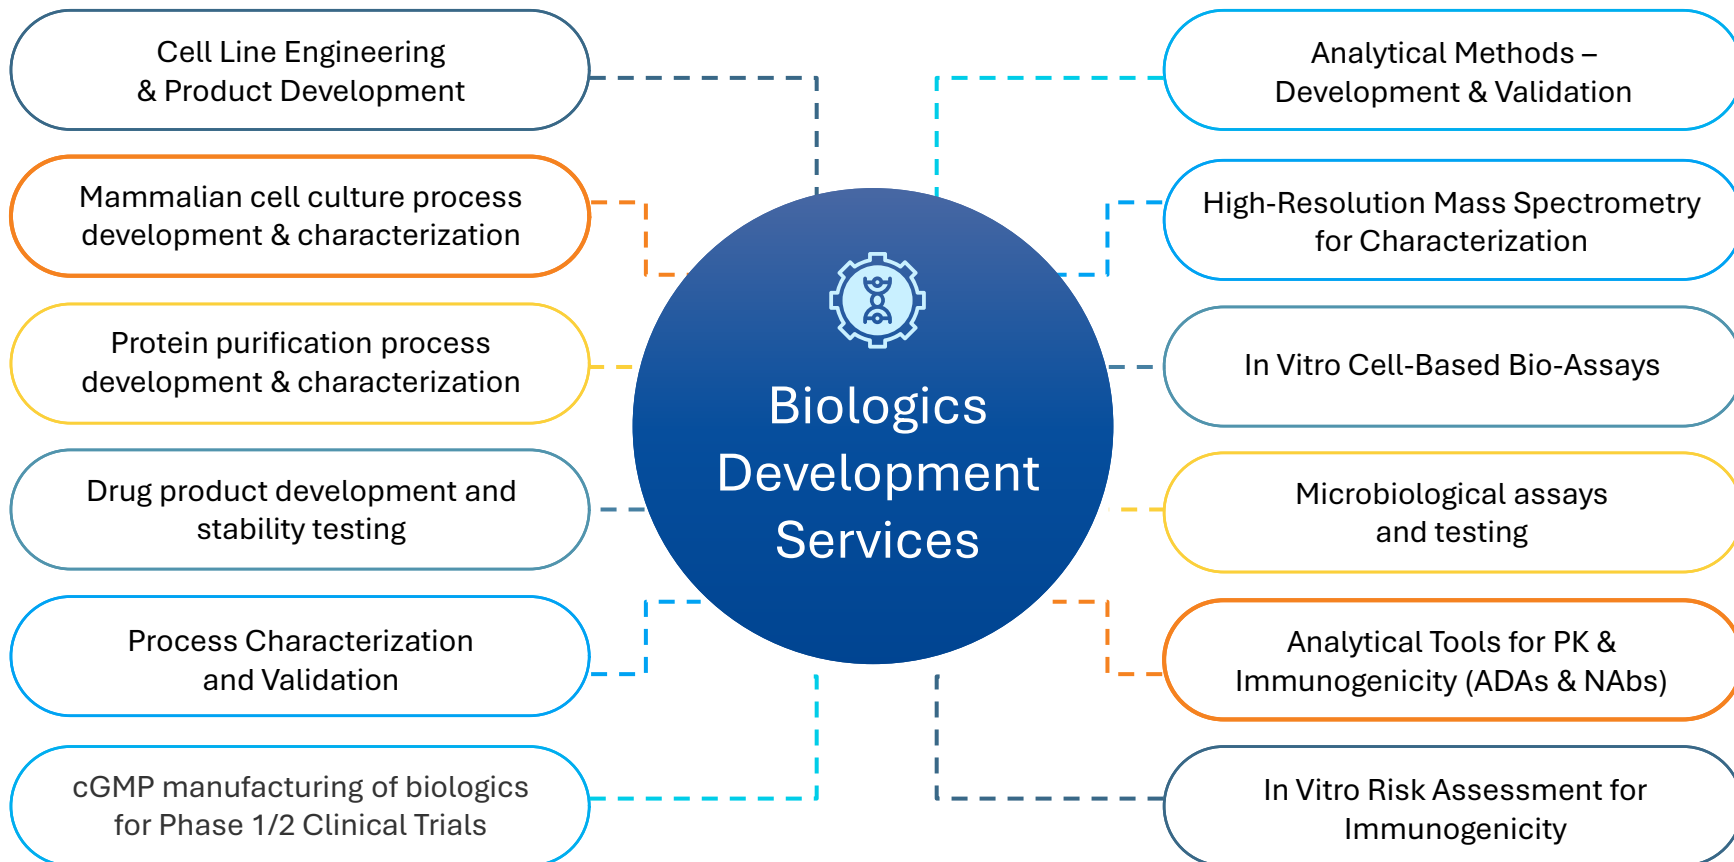 Cell Line Engineering
& Product Development
Mammalian cell culture process
development & characterization
Protein purification process
development & characterization
Drug product development and
stability testing
Process Characterization
and Validation
cGMP manufacturing of biologics
for Phase 1/2 Clinical Trials
Biologics
Development
Services
Analytical Methods –
Development & Validation
High-Resolution Mass Spectrometry
for Characterization
In Vitro Cell-Based Bio-Assays
Microbiological assays
and testing
Analytical Tools for PK &
Immunogenicity (ADAs & NAbs)
In Vitro Risk Assessment for
Immunogenicity